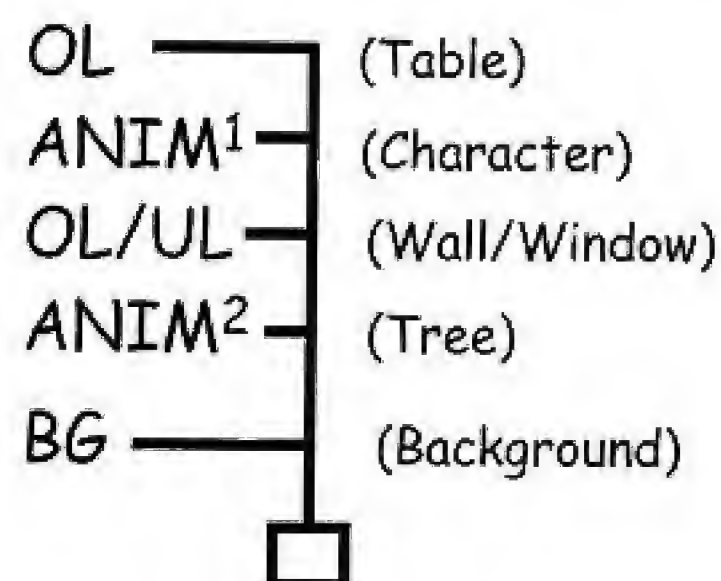 OL (Table)
ANIM¹ (Character)
OL/UL (Wall/Window)
ANIM² (Tree)
BG (Background)